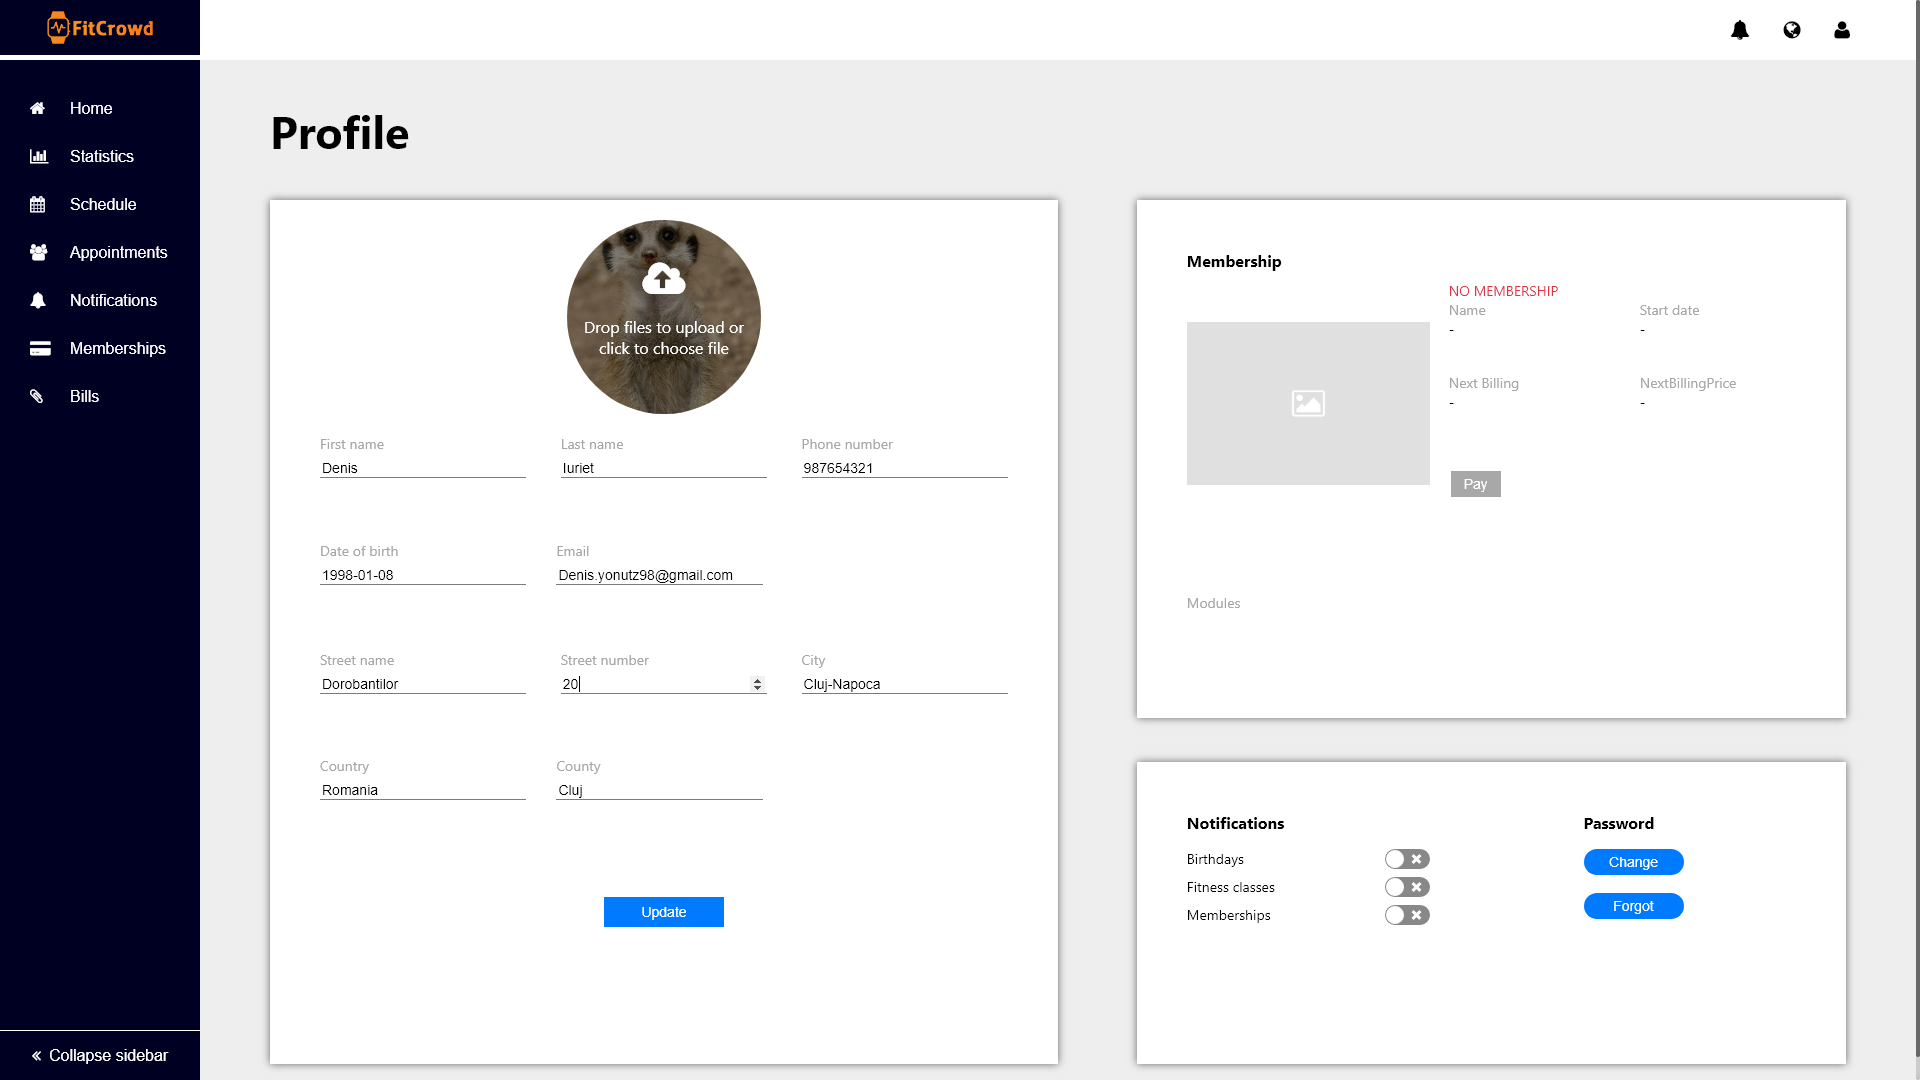 FitCrowd
Home
Statistics
Schedule
Appointments
Notifications
Memberships
Bills
Collapse sidebar
Profile
Drop files to upload or
click to choose file
First name
Last name
Phone number
Denis
Iuriet
987654321
Date of birth
Email
1998-01-08
Denis.yonutz98@gmail.com
Street name
Street number
City
Dorobantilor
20
Cluj-Napoca
Country
County
Romania
Cluj
Update
Membership
NO MEMBERSHIP
Name
Start date
-
-
Next Billing
NextBillingPrice
-
-
Pay
Modules
Notifications
Birthdays
Fitness classes
Memberships
Password
Change
Forgot